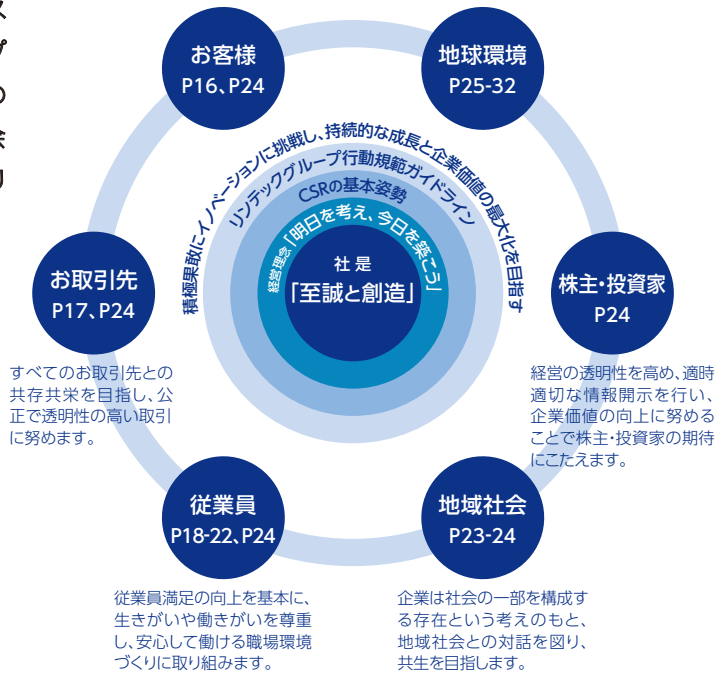 お客様
P16、P24
地球環境
P25-32
積極果敢にイノベーションに挑戦し、持続的な成長と企業価値の最大化を目指す
リンテックグループ行動規範ガイドライン
CSRの基本姿勢
経営理念「明日を考え、今日を築こう」
社是
「至誠と創造」
お取引先
P17、P24
すべてのお取引先との
共存共栄を目指し、公
正で透明性の高い取引
に努めます。
株主・投資家
P24
経営の透明性を高め、適時
適切な情報開示を行い、
企業価値の向上に努める
ことで株主・投資家の期待
にこたえます。
従業員
P18-22、P24
従業員満足の向上を基本に、
生きがいや働きがいを尊重
し、安心して働ける職場環境
づくりに取り組みます。
地域社会
P23-24
企業は社会の一部を構成す
る存在という考えのもと、
地域社会との対話を図り、
共生を目指します。